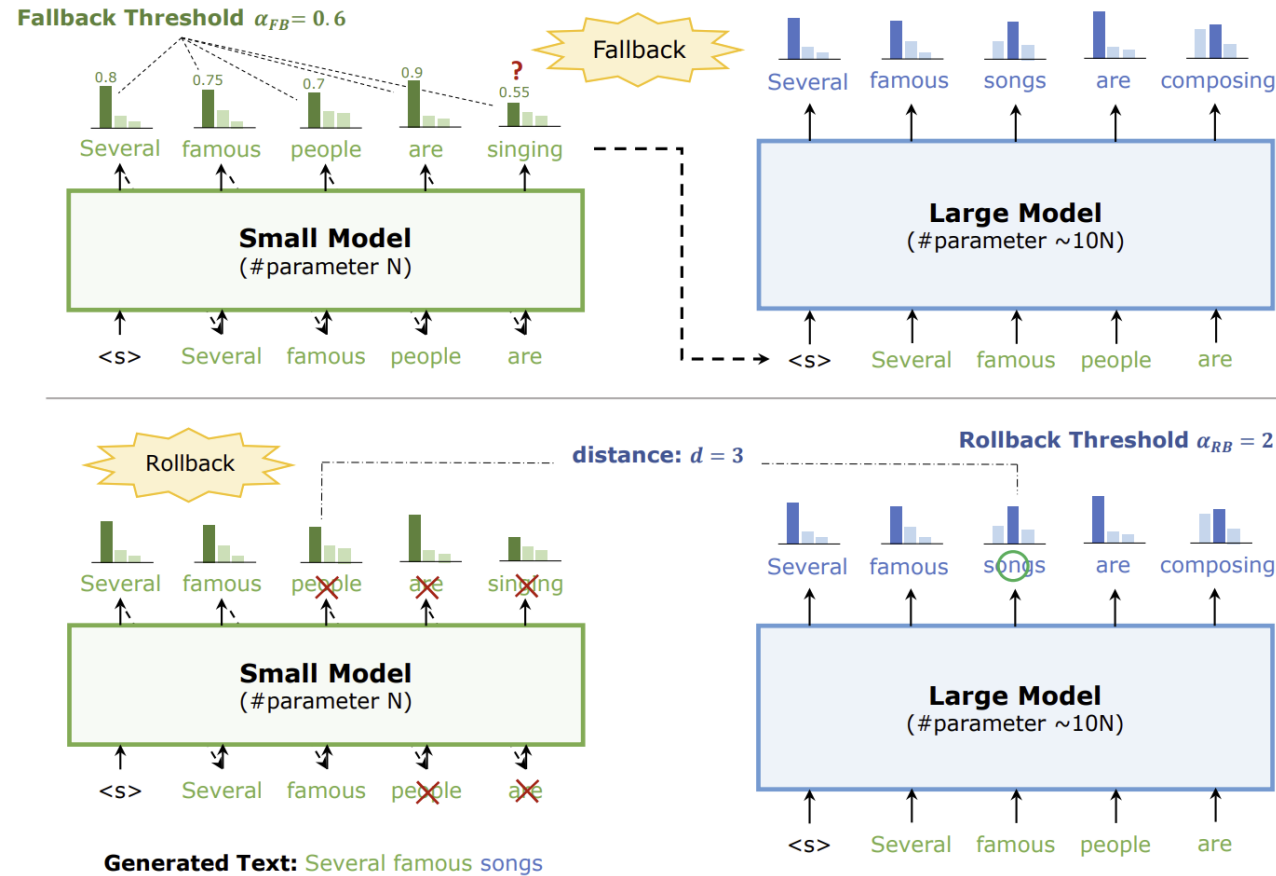 Fallback Threshold α_FB = 0.6
Fallback
0.8 0.75 0.7 0.9 ? 0.55
Several famous people are singing
Several famous songs are composing
Small Model
(#parameter N)
Large Model
(#parameter ~10N)
<s> Several famous people are
<s> Several famous people are
Rollback
distance: d = 3
Rollback Threshold α_RB = 2
Several famous people are singing
Several famous songs are composing
Small Model
(#parameter N)
Large Model
(#parameter ~10N)
<s> Several famous people are
<s> Several famous people are
Generated Text: Several famous songs